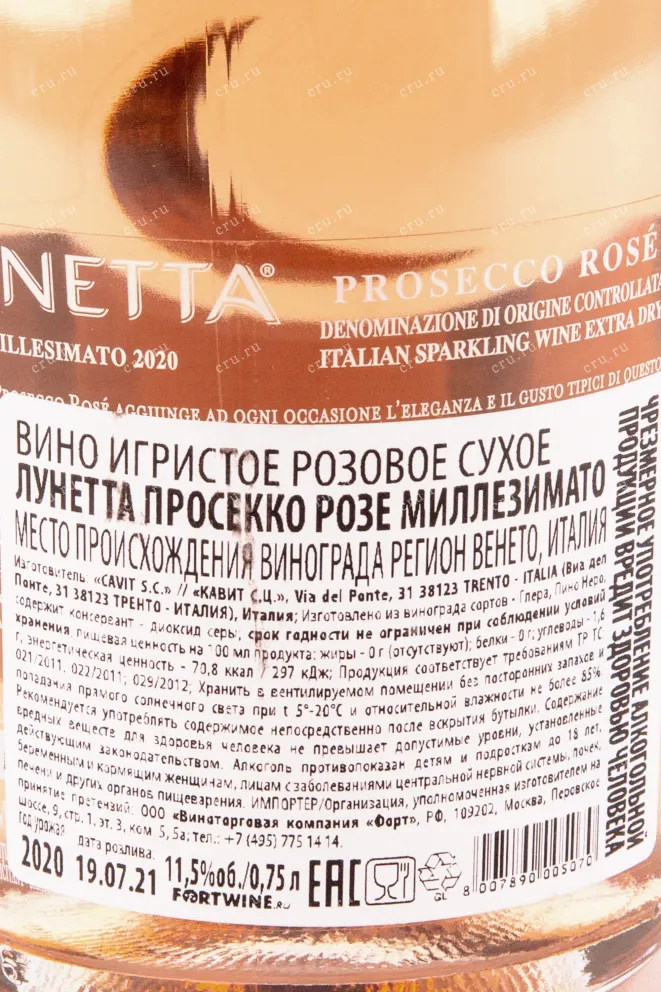 NETTA®
PROSECCO ROSÉ
DENOMINAZIONE DI ORIGINE CONTROLLATA
ILLESIMATO 2020
ITALIAN SPARKLING WINE EXTRA DRY
PROSECCO ROSÉ AGGIUNGE AD OGNI OCCASIONE L'ELEGANZA E IL GUSTO TIPICI DI QUESTO
ВИНО ИГРИСТОЕ РОЗОВОЕ СУХОЕ
ЛУНЕТТА ПРОСЕККО РОЗЕ МИЛЛЕЗИМАТО
МЕСТО ПРОИСХОЖДЕНИЯ ВИНОГРАДА РЕГИОН ВЕНЕТО, ИТАЛИЯ
Изготовитель: «CAVIT S.C.» // «КАВИТ С.Ц.», Via del Ponte, 31 38123 TRENTO - ITALIA (Виа дел
Понте, 31 38123 ТРЕНТО - ИТАЛИЯ), Италия; Изготовлено из винограда сортов - Глера, Пино Неро,
содержит консервант - диоксид серы; срок годности не ограничен при соблюдении условий
хранения, пищевая ценность на 100 мл продукта: жиры - 0 г (отсутствуют); белки - 0 г; углеводы - 1,6
г, энергетическая ценность - 70,8 ккал / 297 кДж; Продукция соответствует требованиям ТР ТС
021/2011, 022/2011; 029/2012; Хранить в вентилируемом помещении без посторонних запахов и
попадания прямого солнечного света при t 5°-20°С и относительной влажности не более 85%
Рекомендуется употреблять содержимое непосредственно после вскрытия бутылки. Содержание
вредных веществ для здоровья человека не превышает допустимые уровни, установленные
действующим законодательством. Алкоголь противопоказан детям и подросткам до 18 лет,
беременным и кормящим женщинам, лицам с заболеваниями центральной нервной системы, почек,
печени и других органов пищеварения. ИМПОРТЕР/Организация, уполномоченная изготовителем на
принятие претензий: ООО «Виноторговая компания «Форт», РФ, 109202, Москва, Перовское
шоссе, 9, стр. 1, эт. 3, ком. 5, 5а; тел.: +7 (495) 775 14 14.
год урожая
дата розлива:
2020 19.07.21 11,5%об./0,75л EAC
FORTWINE.RU
GL
8 007890 005070
ЧРЕЗМЕРНОЕ УПОТРЕБЛЕНИЕ АЛКОГОЛЬНОЙ
ПРОДУКЦИИ ВРЕДИТ ЗДОРОВЬЮ ЧЕЛОВЕКА
cru.ru